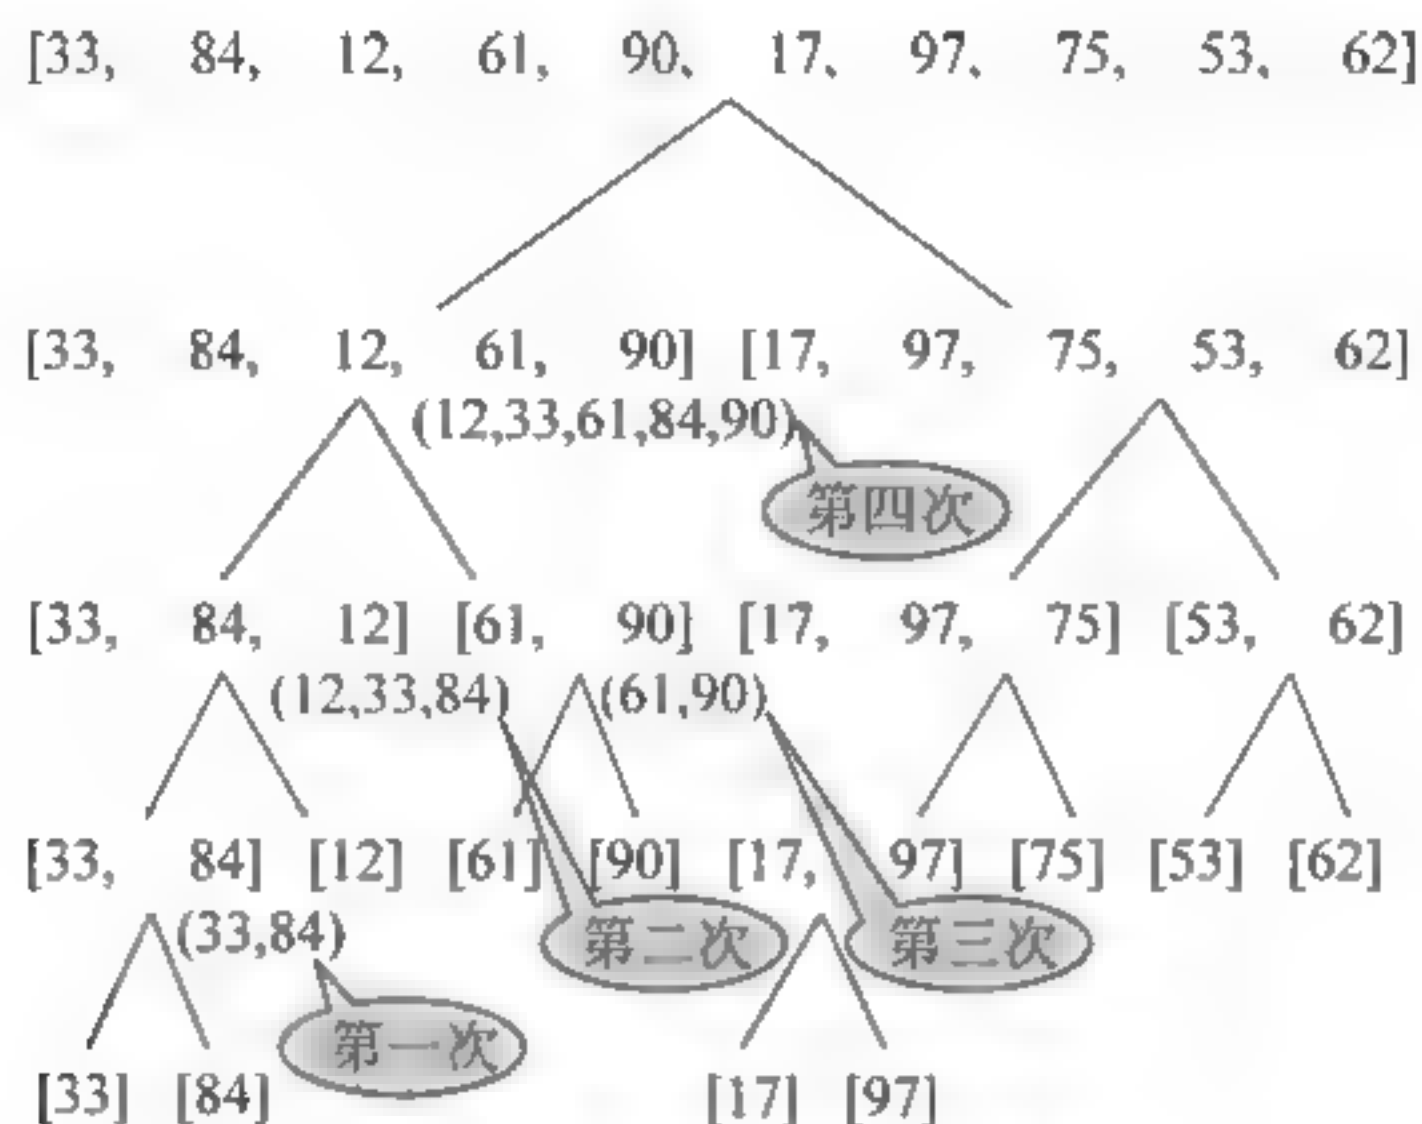 [33, 84, 12, 61, 90, 17, 97, 75, 53, 62]
[33, 84, 12, 61, 90] [17, 97, 75, 53, 62]
(12,33,61,84,90)
第四次
[33, 84, 12] [61, 90] [17, 97, 75] [53, 62]
(12,33,84) (61,90)
[33, 84] [12] [61] [90] [17, 97] [75] [53] [62]
(33,84) 第二次 第三次
第一次
[33] [84] [17] [97]